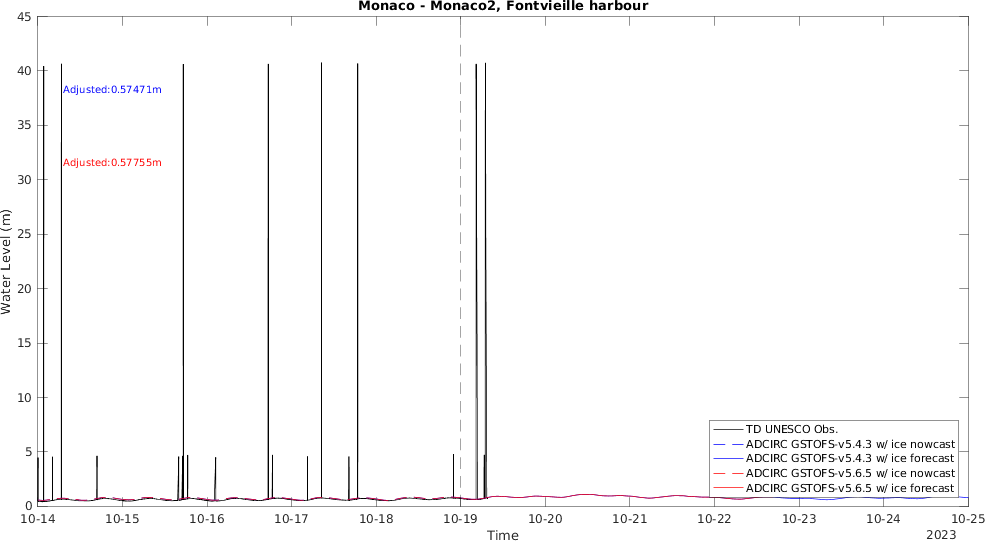 Monaco - Monaco2, Fontvieille harbour
Water Level (m)
45
40
35
30
25
20
15
10
5
0
Adjusted:0.57471m
Adjusted:0.57755m
TD UNESCO Obs.
ADCIRC GSTOFS-v5.4.3 w/ ice nowcast
ADCIRC GSTOFS-v5.4.3 w/ ice forecast
ADCIRC GSTOFS-v5.6.5 w/ ice nowcast
ADCIRC GSTOFS-v5.6.5 w/ ice forecast
10-14 10-15 10-16 10-17 10-18 10-19 10-20 10-21 10-22 10-23 10-24 10-25
Time
2023